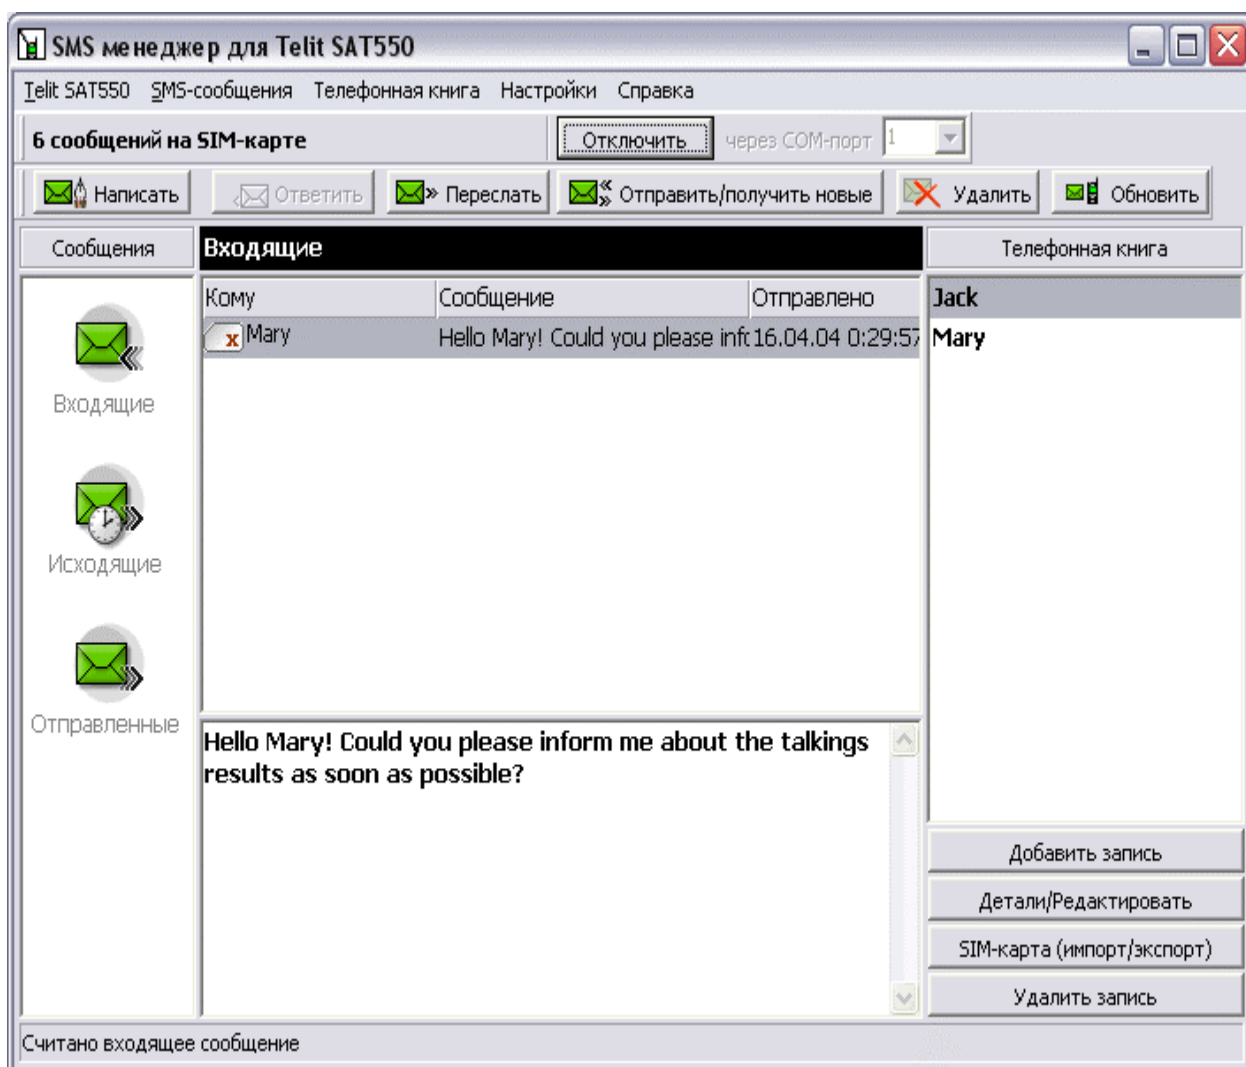 SMS менеджер для Telit SAT550
Telit SAT550 SMS-сообщения Телефонная книга Настройки Справка
6 сообщений на SIM-карте Отключить через COM-порт 1
Написать Ответить Переслать Отправить/получить новые Удалить Обновить
Сообщения Входящие Телефонная книга
Кому Сообщение Отправлено Jack
Mary Hello Mary! Could you please infc 16.04.04 0:29:57 Mary
Входящие
Исходящие
Отправленные
Hello Mary! Could you please inform me about the talkings
results as soon as possible?
Добавить запись
Детали/Редактировать
SIM-карта (импорт/экспорт)
Удалить запись
Считано входящее сообщение